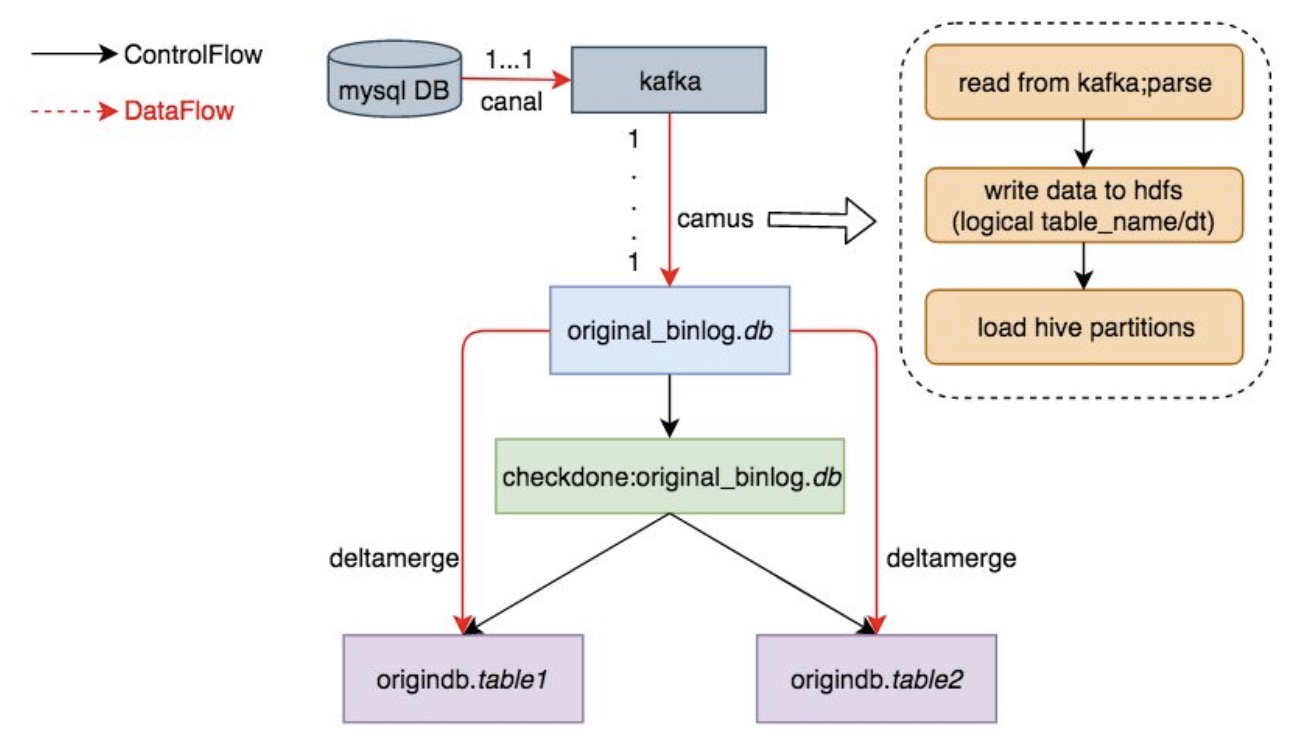 ControlFlow
DataFlow
mysql DB
1...1
canal
kafka
1
.
.
.
1
camus
read from kafka;parse
write data to hdfs
(logical table_name/dt)
load hive partitions
original_binlog.db
checkdone:original_binlog.db
deltamerge
deltamerge
origindb.table1
origindb.table2